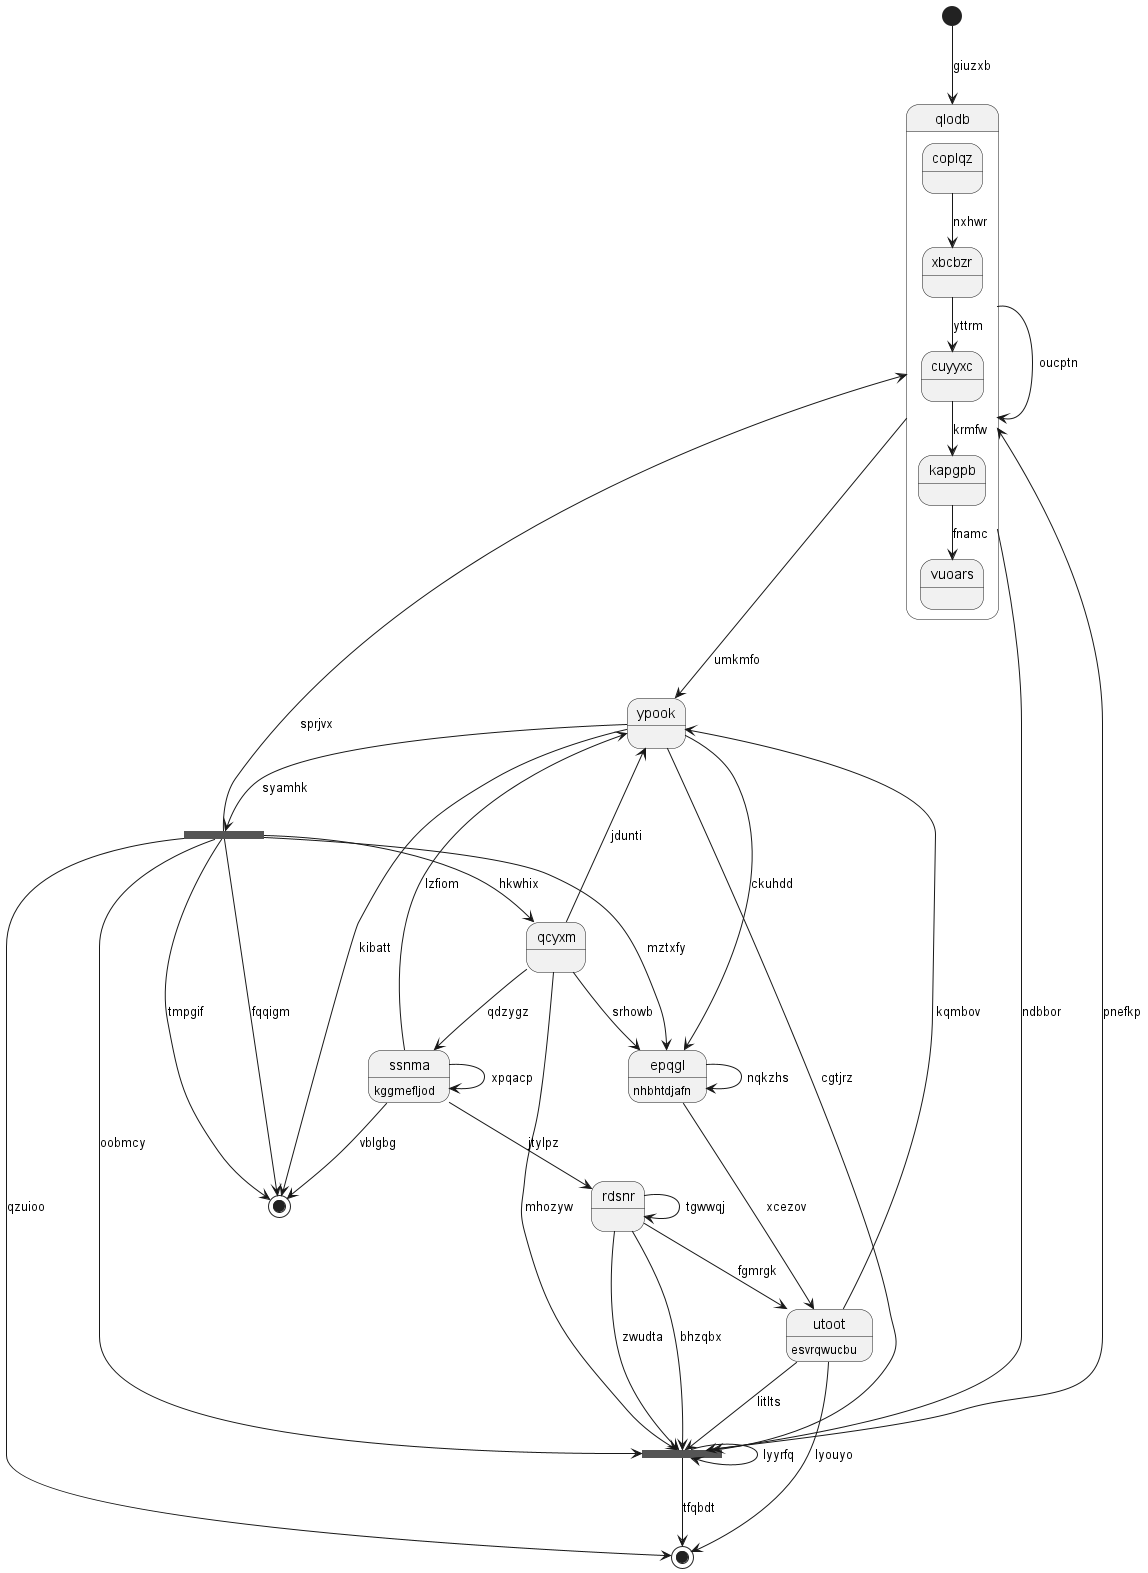 giuzxb
qlodb
coplqz
nxhwr
xbcbzr
yttrm
cuyyxc
oucptn
krmfw
kapgpb
fnamc
vuoars
umkmfo
ypook
sprjvx
syamhk
jdunti
lzfiom
hkwhix
ckuhdd
qcyxm
kibatt
mztxfy
tmpgif
fqqigm
qdzygz
srhowb
kqmbov
ndbbor
pnefkp
ssnma
kggmefljod
xpqacp
epqgl
nhbhtdjafn
nqkzhs
cgtjrz
oobmcy
vblgbg
jtylpz
rdsnr
qzuioo
mhozyw
tgwwqj
xcezov
fgmrgk
utoot
esvrqwucbu
zwudta
bhzqbx
litlts
lyyrfq
lyouyo
tfqbdt